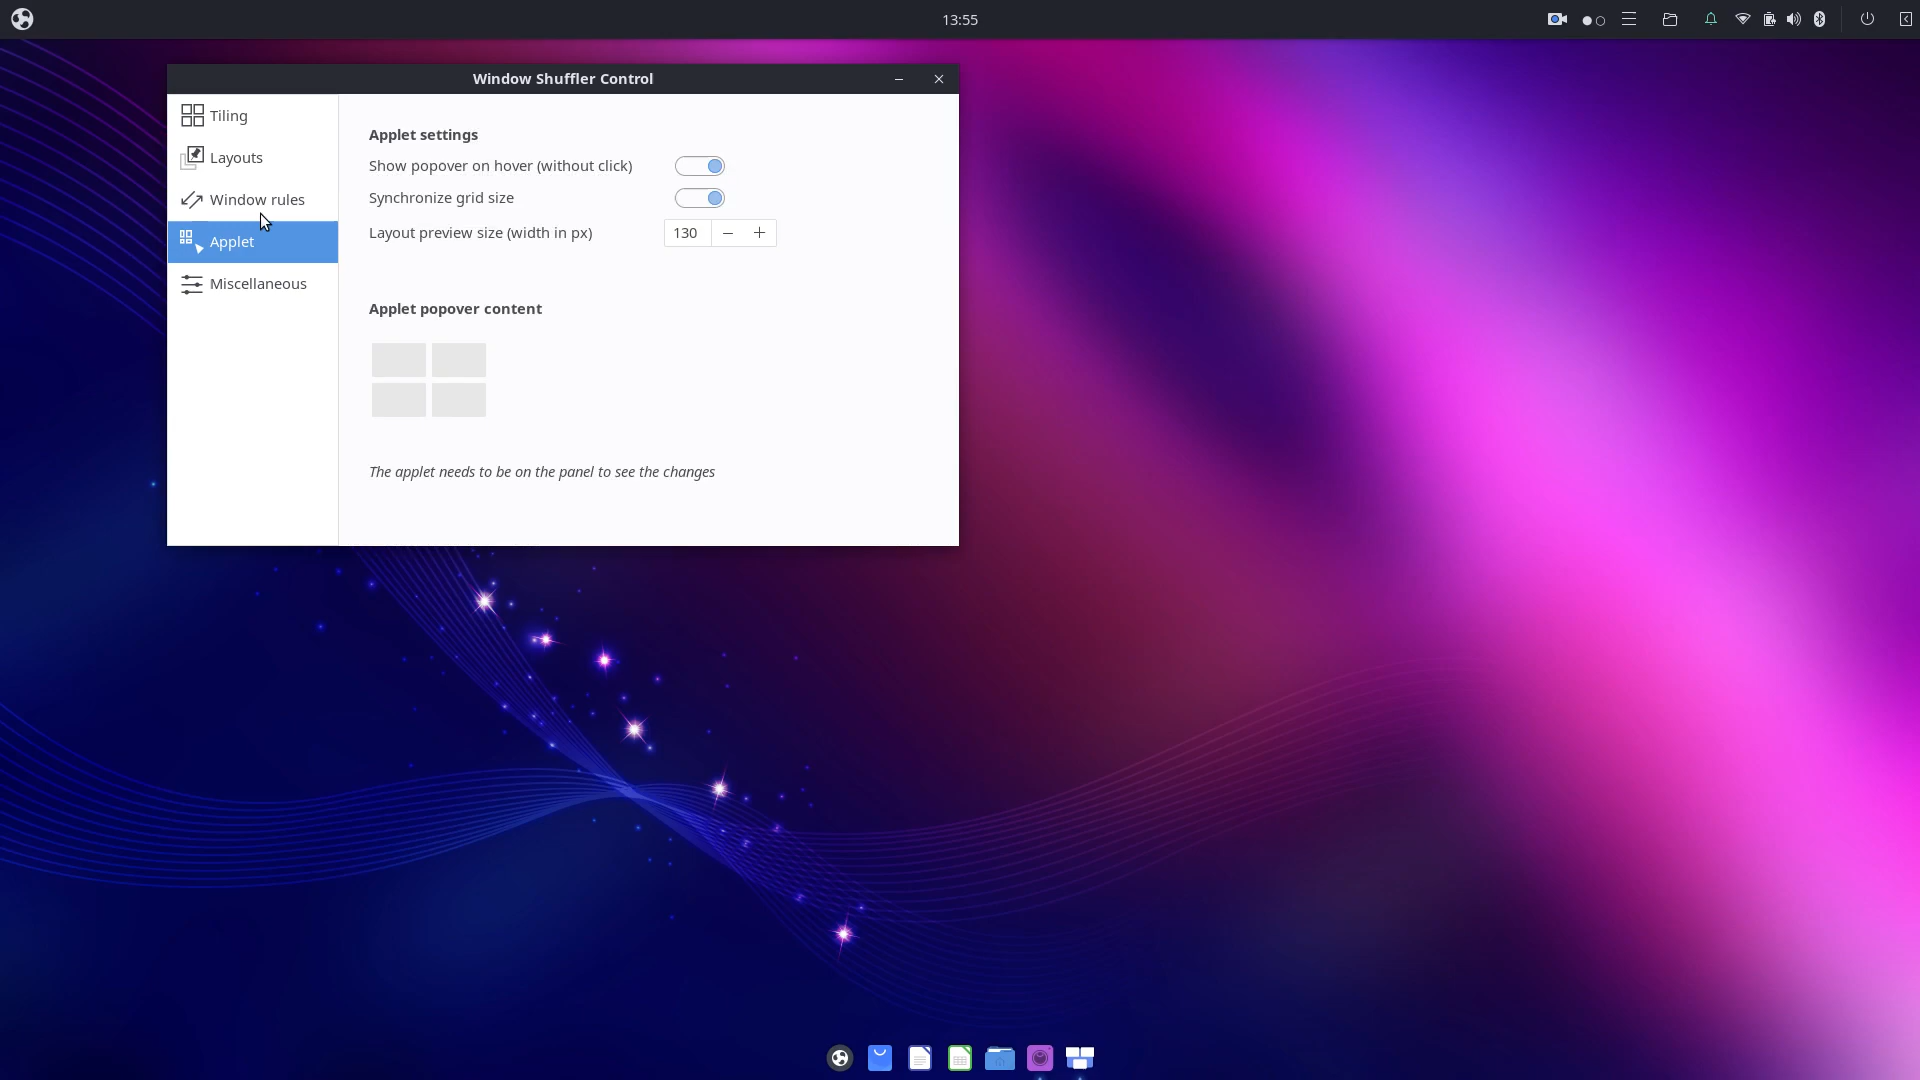 13:55
Window Shuffler Control
Tiling
Layouts
Window rules
Applet
Miscellaneous
Applet settings
Show popover on hover (without click)
Synchronize grid size
Layout preview size (width in px)
130
Applet popover content
The applet needs to be on the panel to see the changes